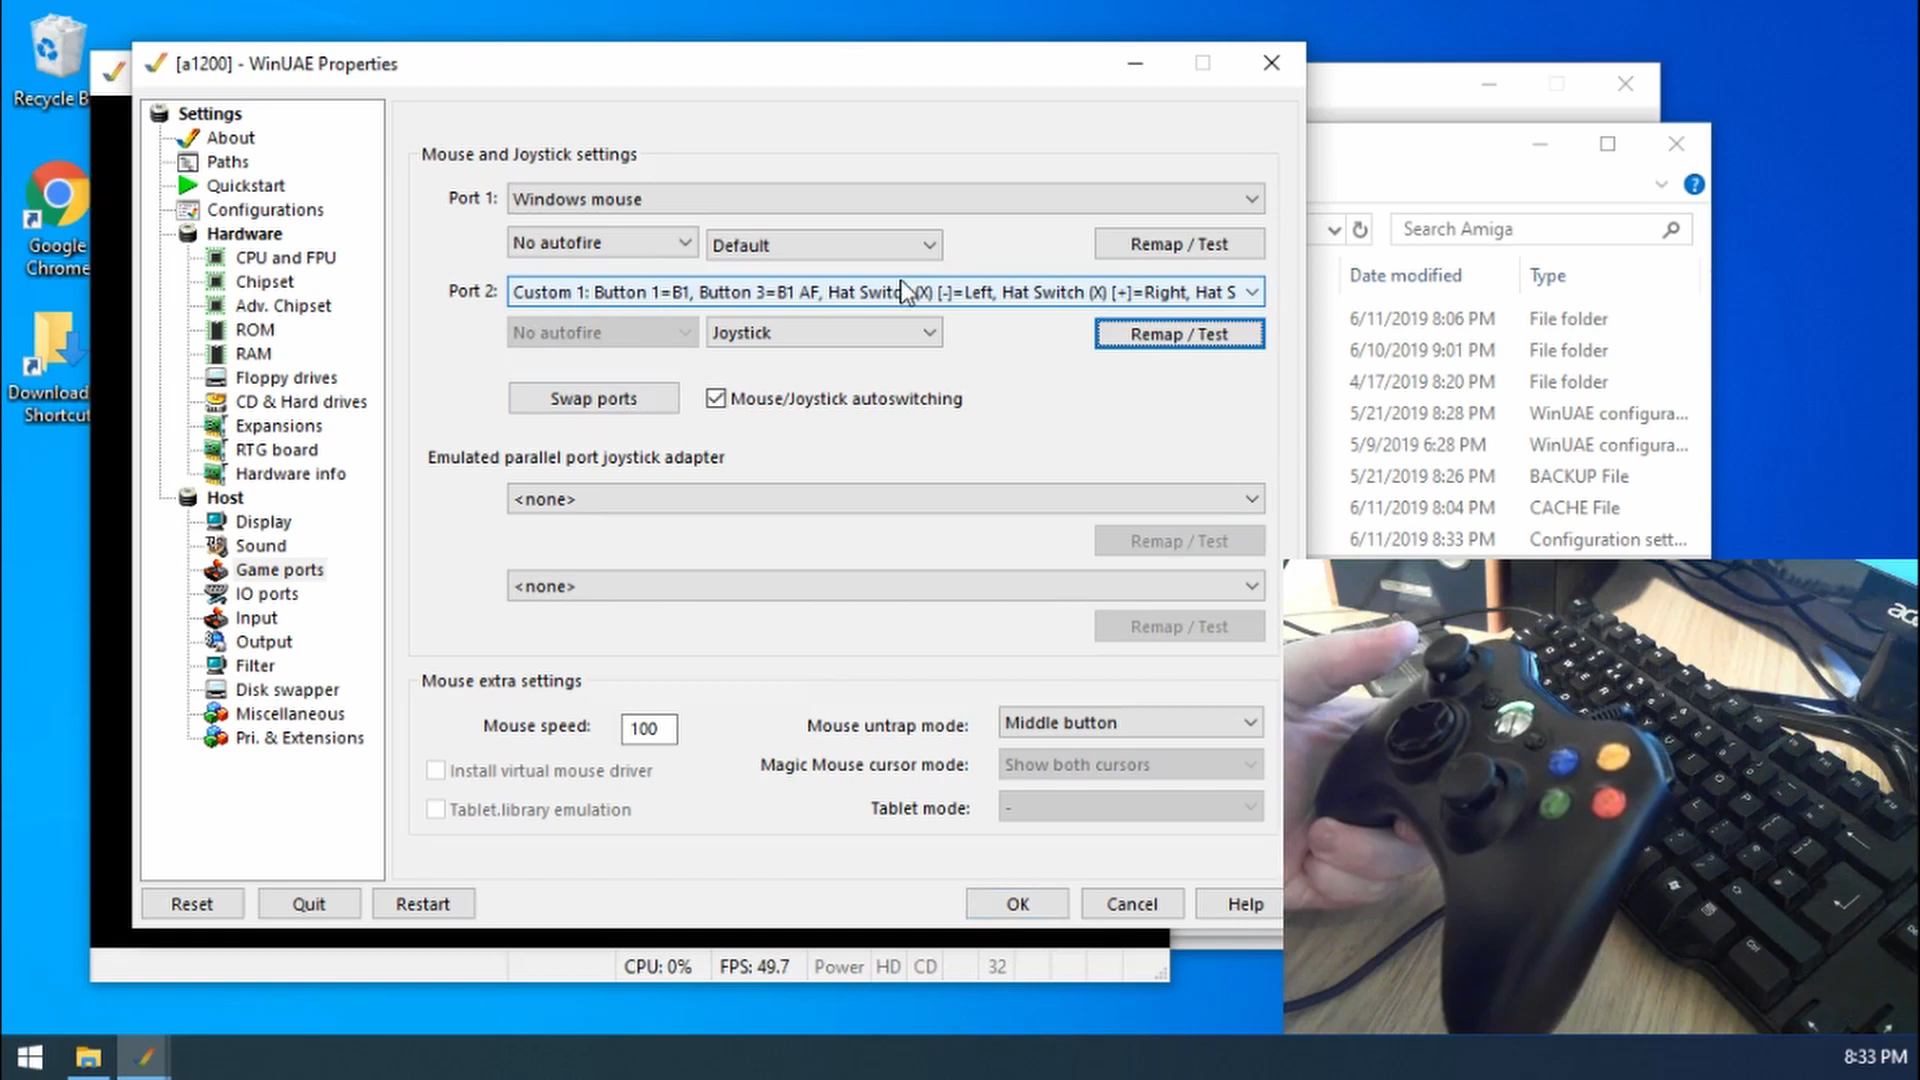 Recycle B
Google
Chrome
Download
Shortcut
[a1200] - WinUAE Properties
Settings
About
Paths
Quickstart
Configurations
Hardware
CPU and FPU
Chipset
Adv. Chipset
ROM
RAM
Floppy drives
CD & Hard drives
Expansions
RTG board
Hardware info
Host
Display
Sound
Game ports
IO ports
Input
Output
Filter
Disk swapper
Miscellaneous
Pri. & Extensions
Mouse and Joystick settings
Port 1: Windows mouse
No autofire Default Remap / Test
Port 2: Custom 1: Button 1=B1, Button 3=B1 AF, Hat Switch (X) [-]=Left, Hat Switch (X) [+]=Right, Hat S
No autofire Joystick Remap / Test
Swap ports Mouse/Joystick autoswitching
Emulated parallel port joystick adapter
<none>
Remap / Test
<none>
Remap / Test
Mouse extra settings
Mouse speed: 100 Mouse untrap mode: Middle button
Install virtual mouse driver Magic Mouse cursor mode: Show both cursors
Tablet.library emulation Tablet mode: -
Reset Quit Restart OK Cancel Help
CPU: 0% FPS: 49.7 Power HD CD 32
Search Amiga
Date modified Type
6/11/2019 8:06 PM File folder
6/10/2019 9:01 PM File folder
4/17/2019 8:20 PM File folder
5/21/2019 8:28 PM WinUAE configura...
5/9/2019 6:28 PM WinUAE configura...
5/21/2019 8:26 PM BACKUP File
6/11/2019 8:04 PM CACHE File
6/11/2019 8:33 PM Configuration sett...
8:33 PM